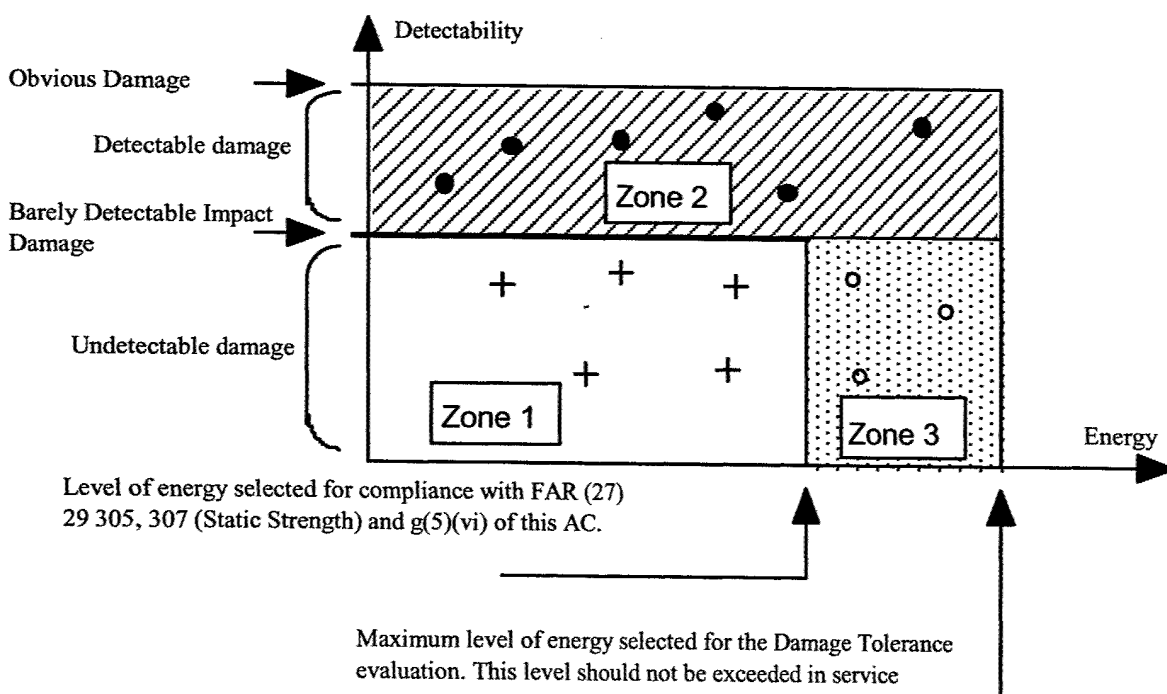 Detectability
Obvious Damage
Detectable damage
Zone 2
Barely Detectable Impact
Damage
Undetectable damage
Zone 1
Zone 3
Energy
Level of energy selected for compliance with FAR (27)
29 305, 307 (Static Strength) and g(5)(vi) of this AC.
Maximum level of energy selected for the Damage Tolerance
evaluation. This level should not be exceeded in service